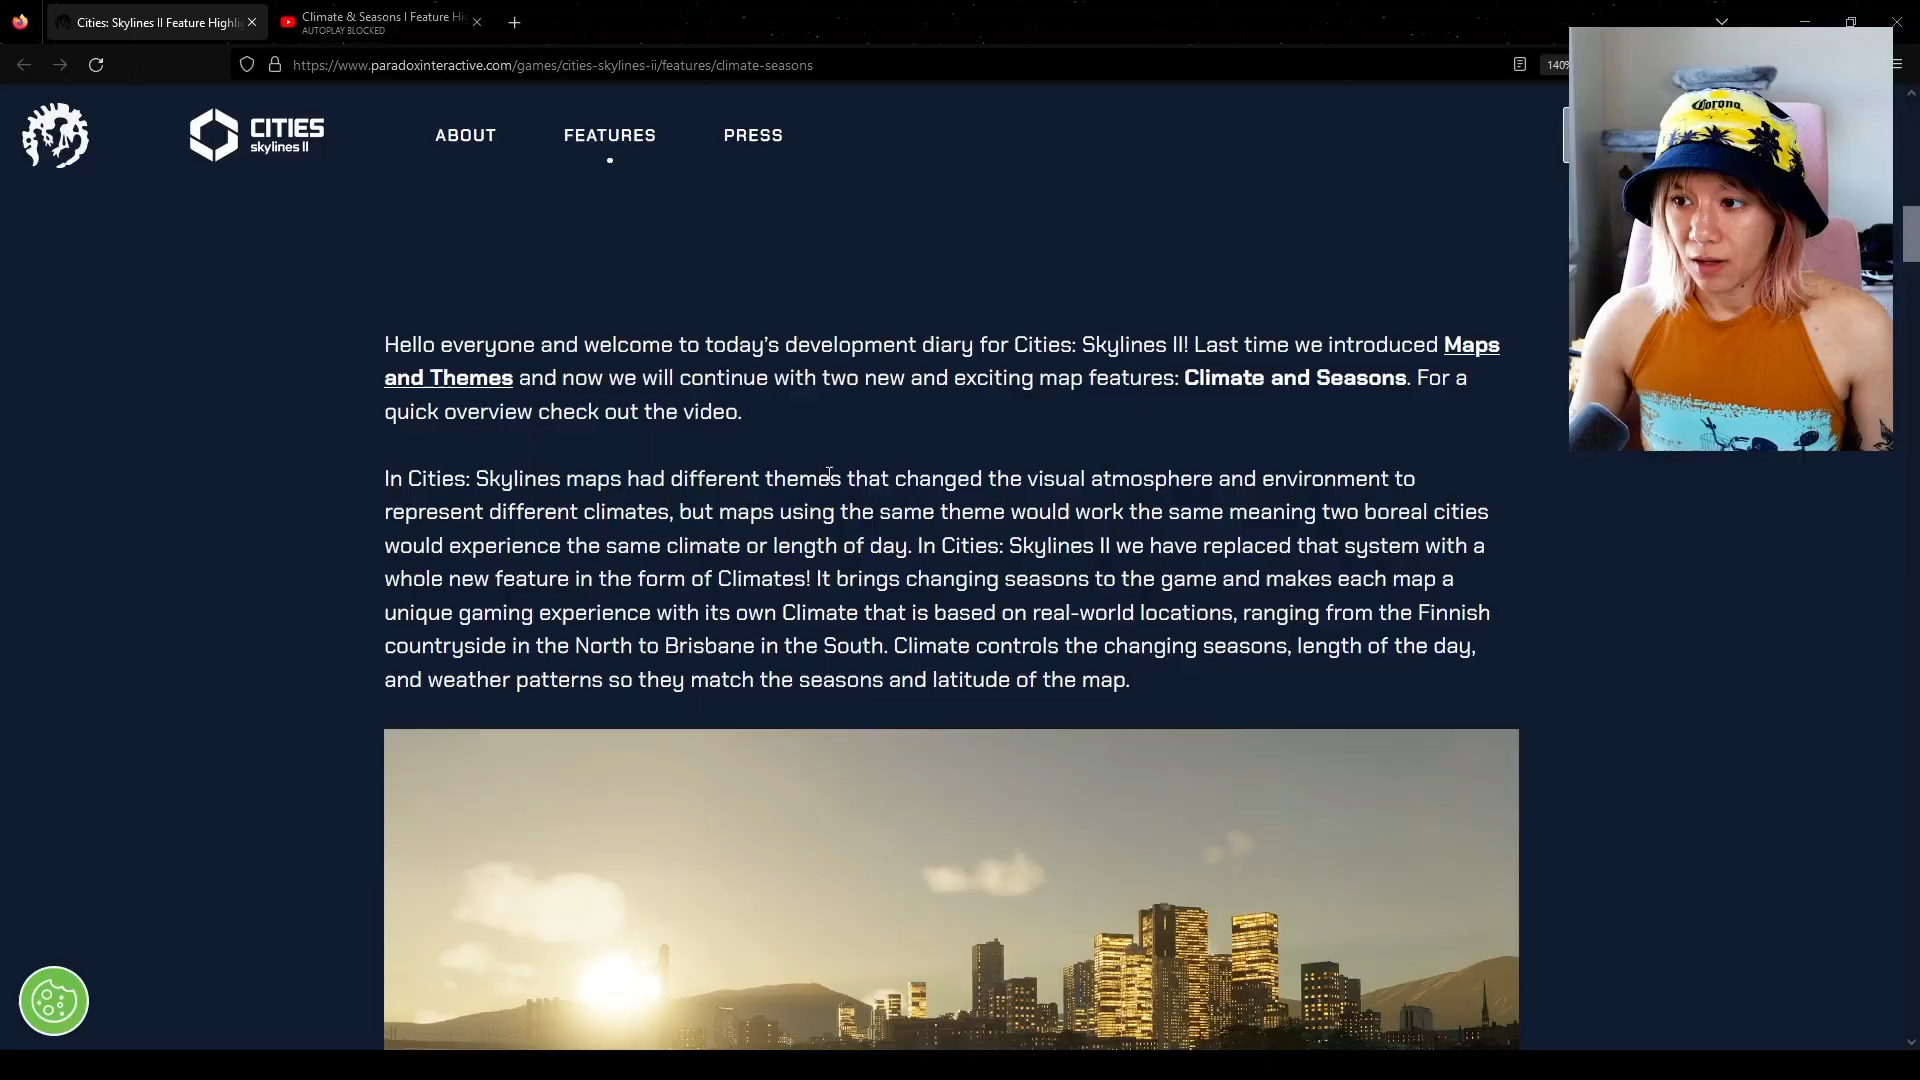 Cities: Skylines II Feature Highli
Climate & Seasons I Feature Hi
AUTOPLAY BLOCKED
https://www.paradoxinteractive.com/games/cities-skylines-ii/features/climate-seasons
140%
CITIES
skylines II
ABOUT
FEATURES
PRESS
Corona.
Hello everyone and welcome to today's development diary for Cities: Skylines II! Last time we introduced Maps
and Themes and now we will continue with two new and exciting map features: Climate and Seasons. For a
quick overview check out the video.
In Cities: Skylines maps had different themes that changed the visual atmosphere and environment to
represent different climates, but maps using the same theme would work the same meaning two boreal cities
would experience the same climate or length of day. In Cities: Skylines II we have replaced that system with a
whole new feature in the form of Climates! It brings changing seasons to the game and makes each map a
unique gaming experience with its own Climate that is based on real-world locations, ranging from the Finnish
countryside in the North to Brisbane in the South. Climate controls the changing seasons, length of the day,
and weather patterns so they match the seasons and latitude of the map.